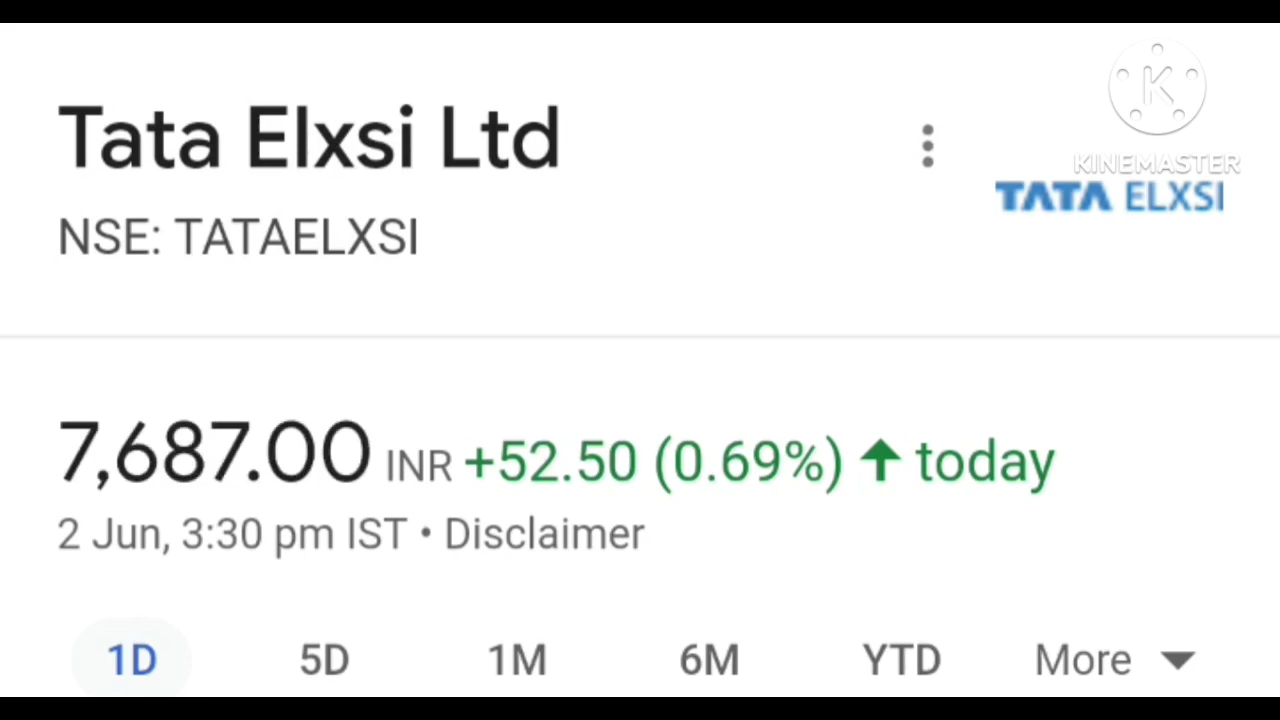 Tata Elxsi Ltd
NSE: TATAELXSI
KINEMASTER
TATA ELXSI
7,687.00 INR +52.50 (0.69%) ↑ today
2 Jun, 3:30 pm IST • Disclaimer
1D 5D 1M 6M YTD More